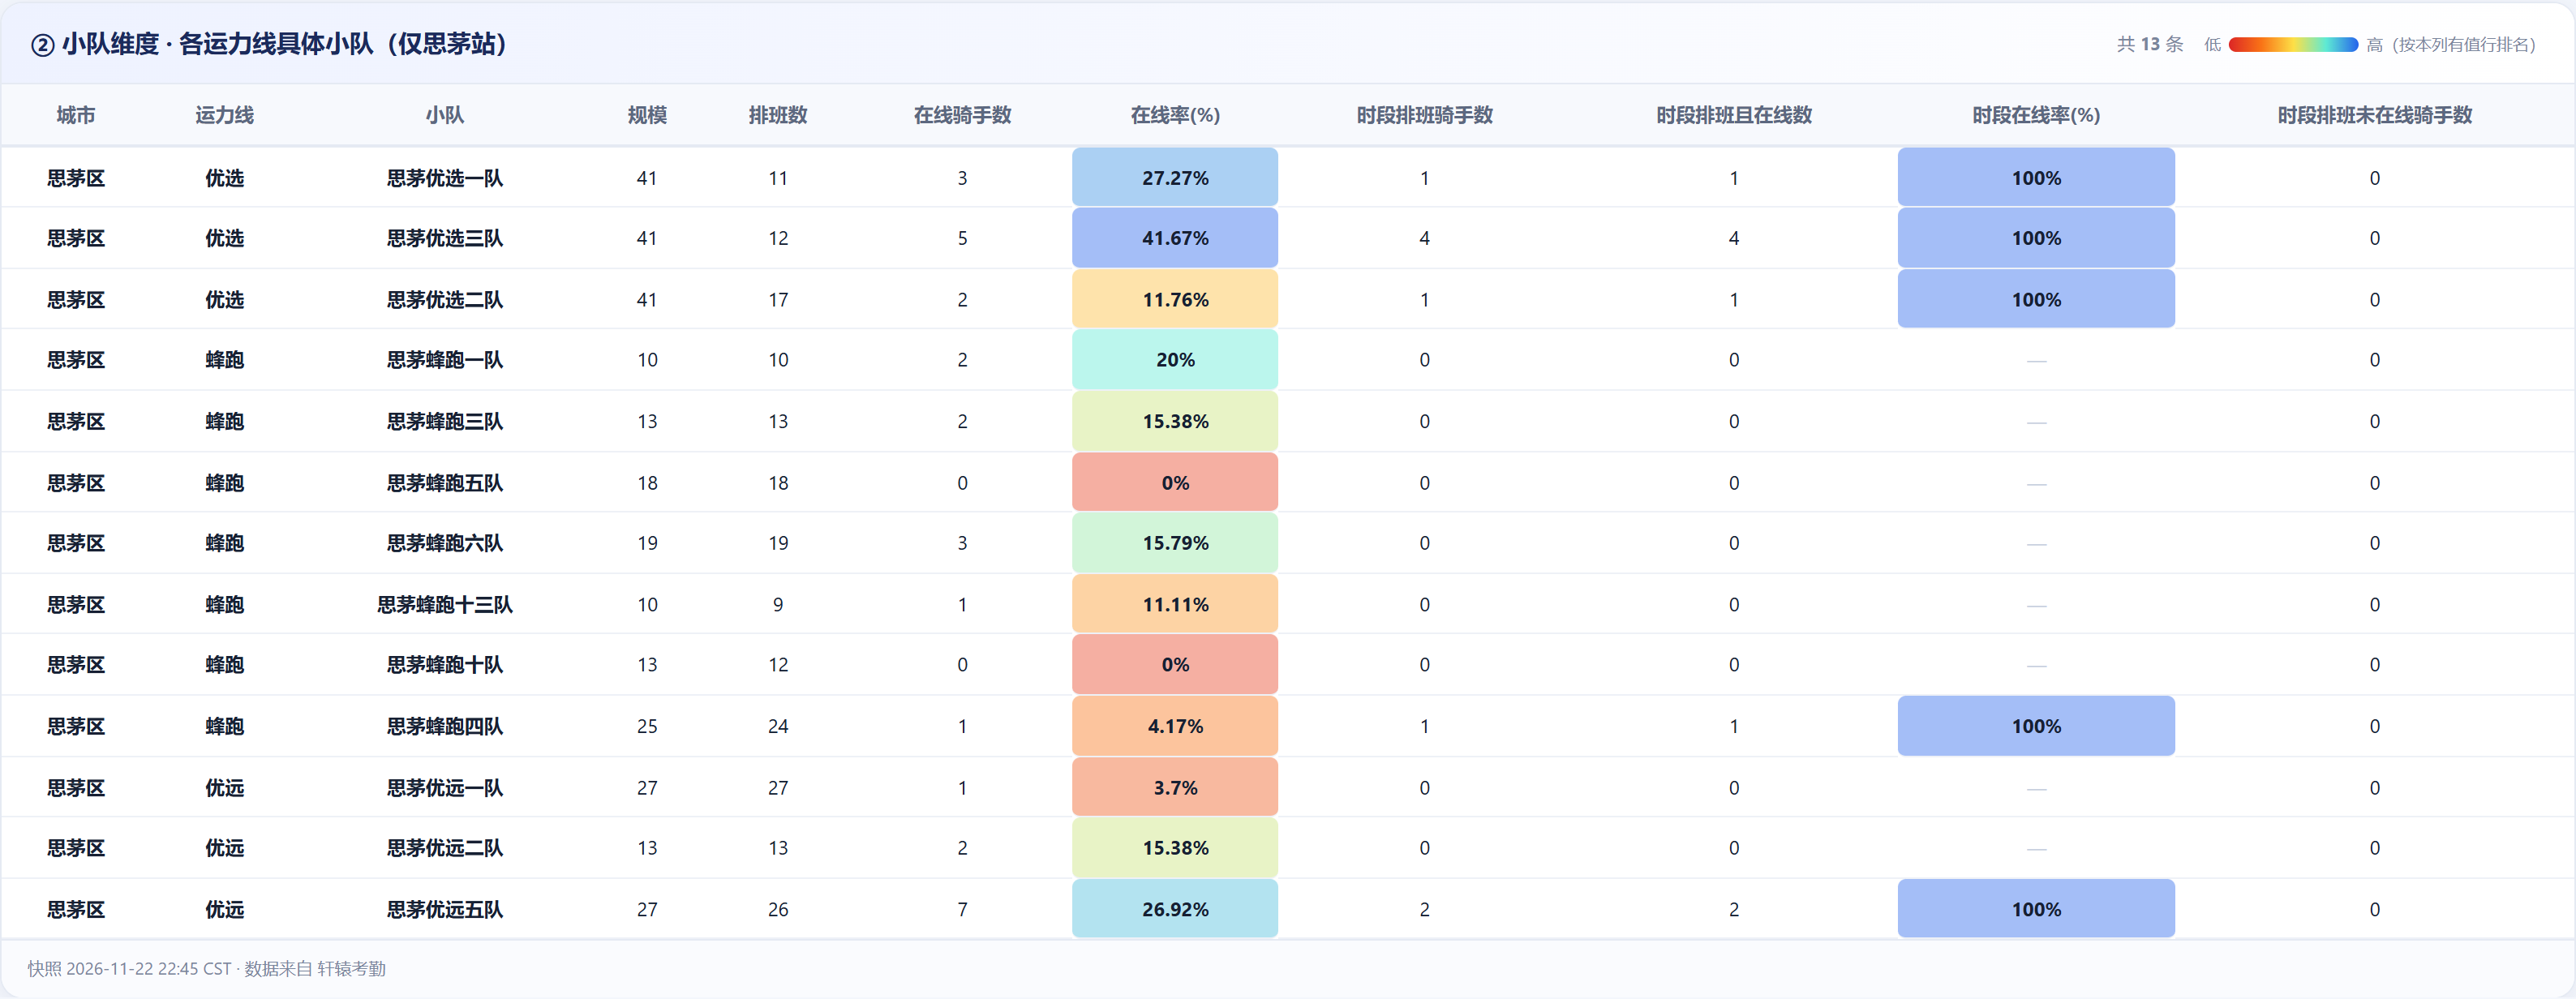 ② 小队维度 · 各运力线具体小队（仅思茅站）
共 13 条 低 高（按本列有值行排名）
城市 运力线 小队 规模 排班数 在线骑手数 在线率(%) 时段排班骑手数 时段排班且在线数 时段在线率(%) 时段排班未在线骑手数
思茅区 优选 思茅优选一队 41 11 3 27.27% 1 1 100% 0
思茅区 优选 思茅优选三队 41 12 5 41.67% 4 4 100% 0
思茅区 优选 思茅优选二队 41 17 2 11.76% 1 1 100% 0
思茅区 蜂跑 思茅蜂跑一队 10 10 2 20% 0 0 — 0
思茅区 蜂跑 思茅蜂跑三队 13 13 2 15.38% 0 0 — 0
思茅区 蜂跑 思茅蜂跑五队 18 18 0 0% 0 0 — 0
思茅区 蜂跑 思茅蜂跑六队 19 19 3 15.79% 0 0 — 0
思茅区 蜂跑 思茅蜂跑十三队 10 9 1 11.11% 0 0 — 0
思茅区 蜂跑 思茅蜂跑十队 13 12 0 0% 0 0 — 0
思茅区 蜂跑 思茅蜂跑四队 25 24 1 4.17% 1 1 100% 0
思茅区 优远 思茅优远一队 27 27 1 3.7% 0 0 — 0
思茅区 优远 思茅优远二队 13 13 2 15.38% 0 0 — 0
思茅区 优远 思茅优远五队 27 26 7 26.92% 2 2 100% 0
快照 2026-11-22 22:45 CST · 数据来自 轩辕考勤